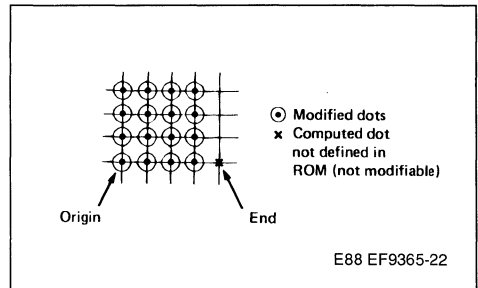 Modified dots
x Computed dot
not defined in
ROM (not modifiable)
Origin
End
E88 EF9365-22